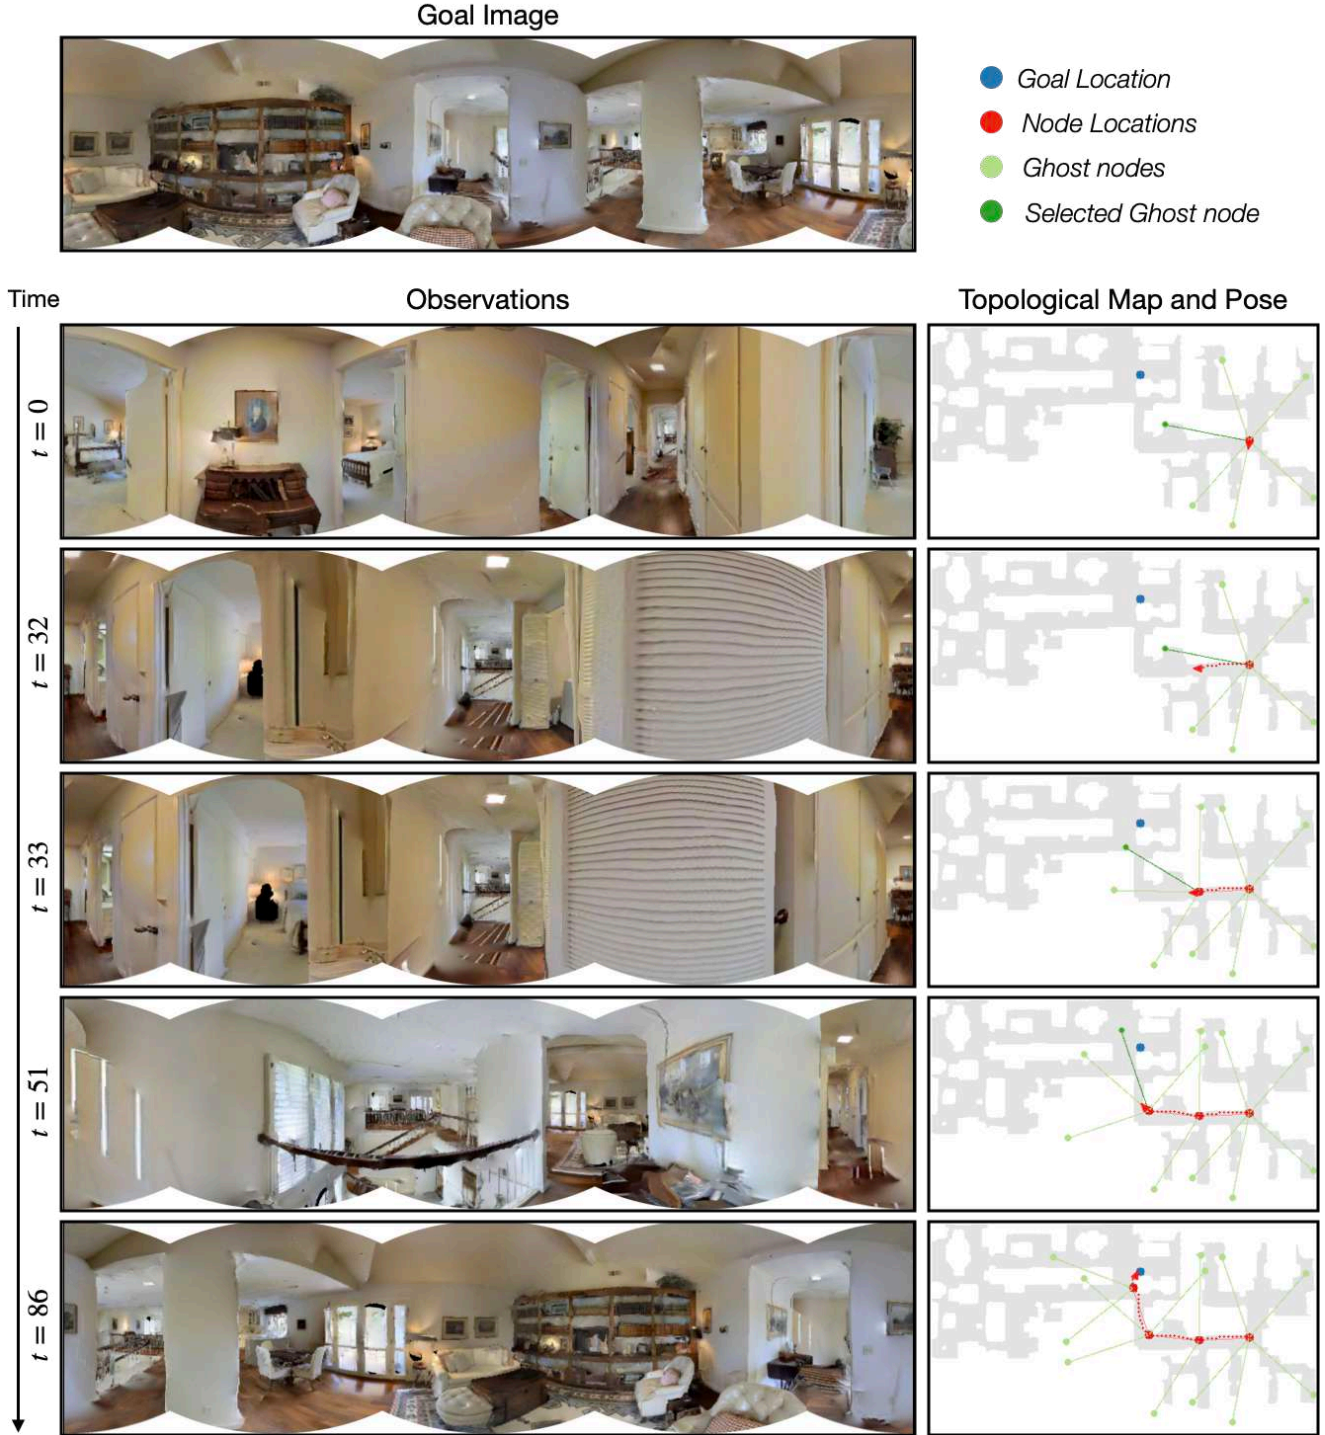 Goal Image
Goal Location
Node Locations
Ghost nodes
Selected Ghost node
Time
Observations
Topological Map and Pose
t = 0
t = 32
t = 33
t = 51
t = 86